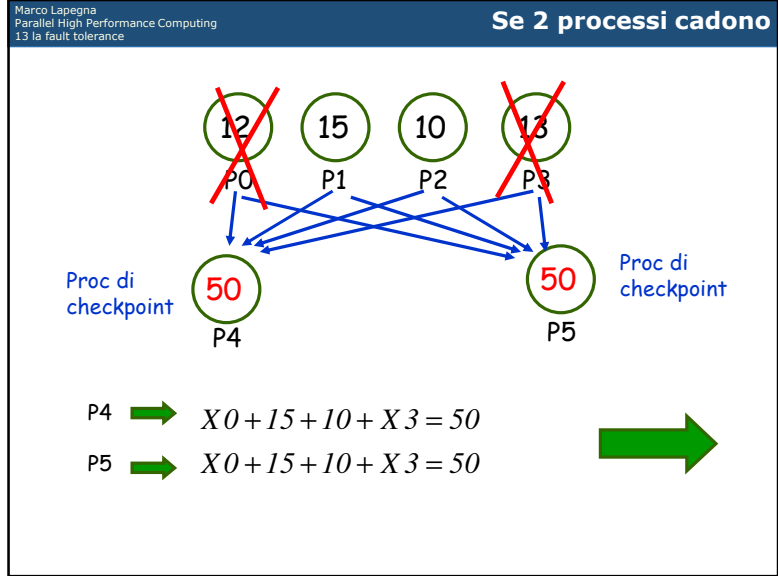 Marco Lapegna
Parallel High Performance Computing
13 la fault tolerance
Se 2 processi cadono
12 15 10 13
P0 P1 P2 P3
Proc di
checkpoint
50
P4
50
P5
Proc di
checkpoint
P4 X0+15+10+X3=50
P5 X0+15+10+X3=50